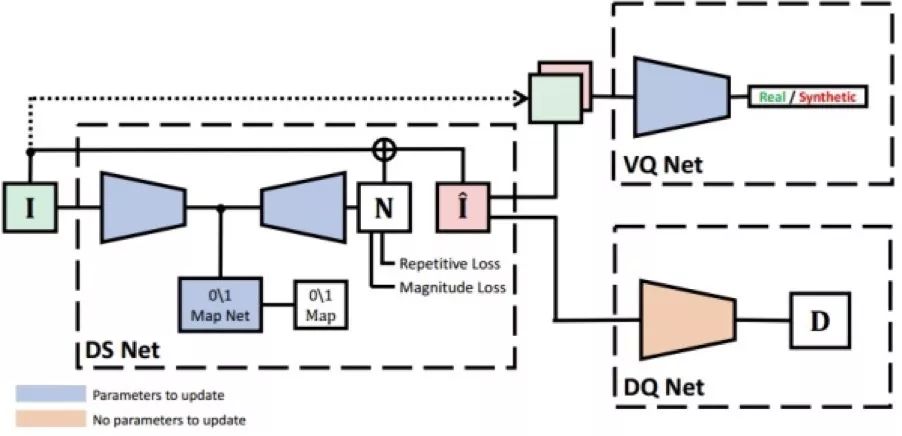 Real / Synthetic
VQ Net
I
N
Î
Repetitive Loss
Magnitude Loss
0\1
Map Net
0\1
Map
DS Net
D
DQ Net
Parameters to update
No parameters to update